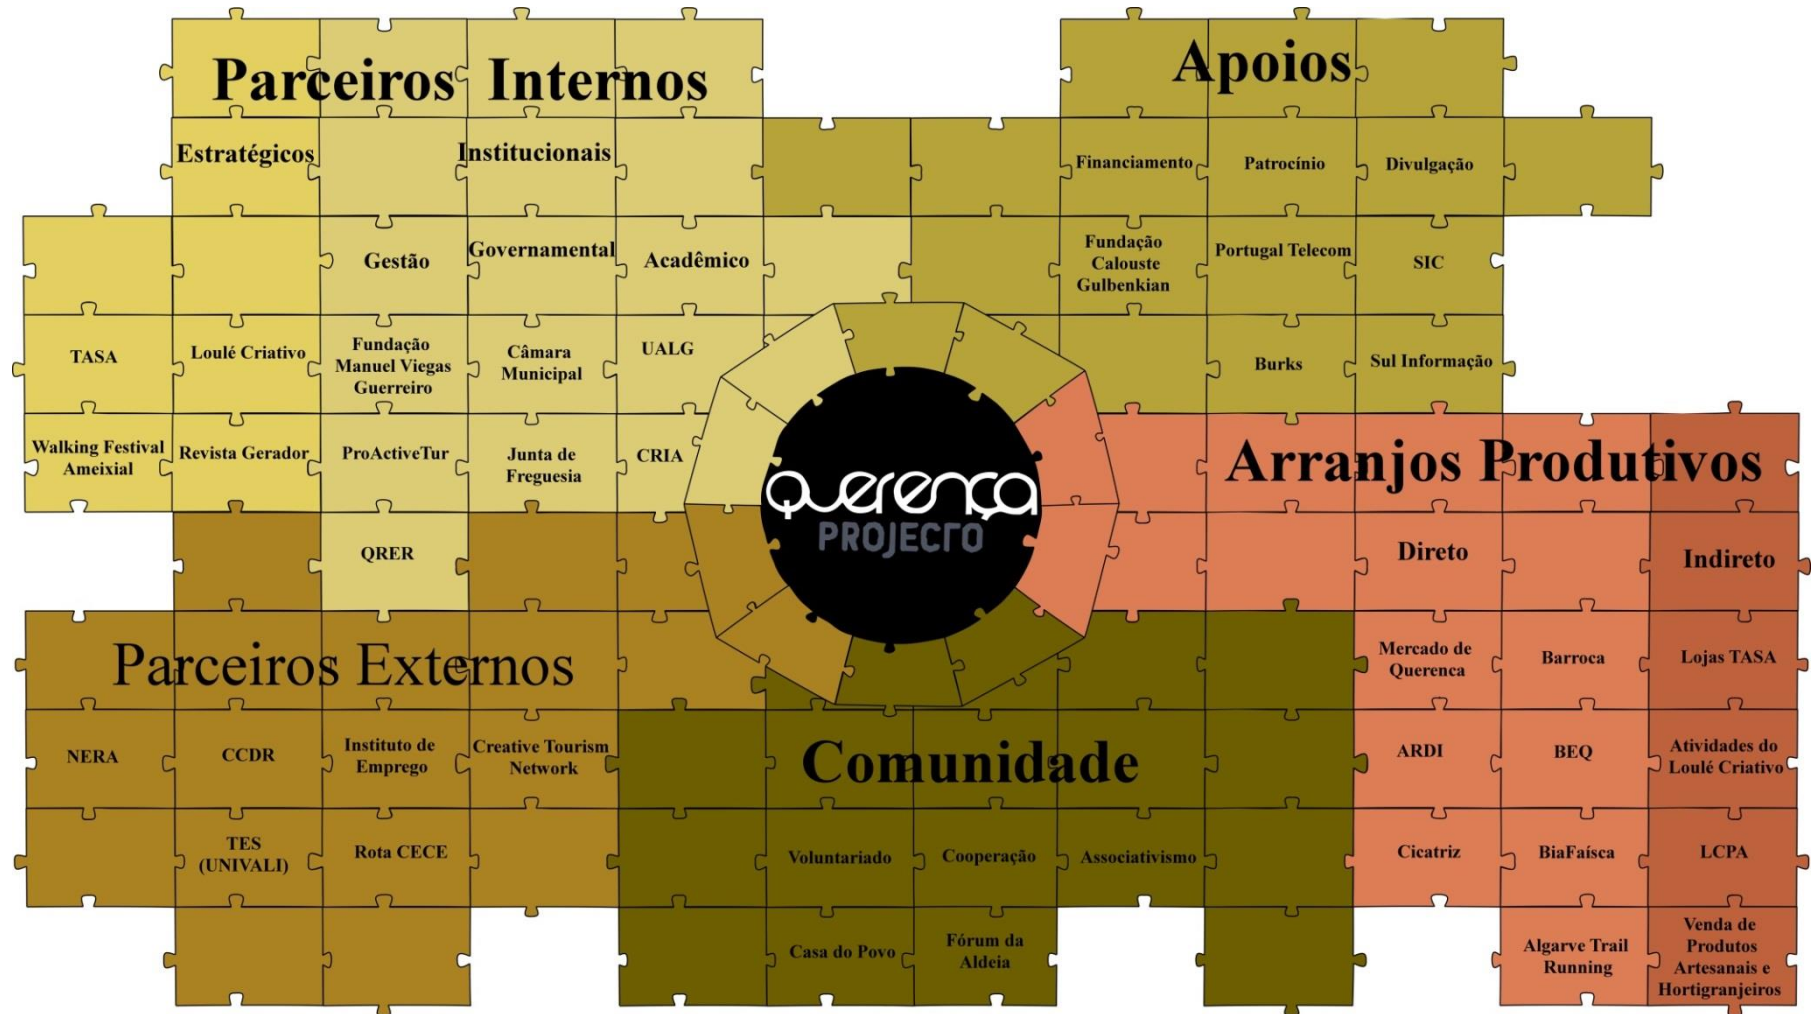 Parceiros Internos
Estratégicos
Institucionais
Gestão
Governamental
Acadêmico
TASA
Loulé Criativo
Fundação
Manuel Viegas
Guerreiro
Câmara
Municipal
UALG
Walking Festival
Ameixial
Revista Gerador
ProActiveTur
Junta de
Freguesia
CRIA
QRER
Apoios
Financiamento
Patrocínio
Divulgação
Fundação
Calouste
Gulbenkian
Portugal Telecom
SIC
Burks
Sul Informação
Querença
PROJECTO
Arranjos Produtivos
Direto
Indireto
Mercado de
Querenca
Barroca
Lojas TASA
ARDI
BEQ
Atividades do
Loulé Criativo
Cicatriz
BiaFaísca
LCPA
Algarve Trail
Running
Venda de
Produtos
Artesanais e
Hortigranjeiros
Parceiros Externos
NERA
CCDR
Instituto de
Emprego
Creative Tourism
Network
TES
(UNIVALI)
Rota CECE
Comunidade
Voluntariado
Cooperação
Associativismo
Casa do Povo
Fórum da
Aldeia